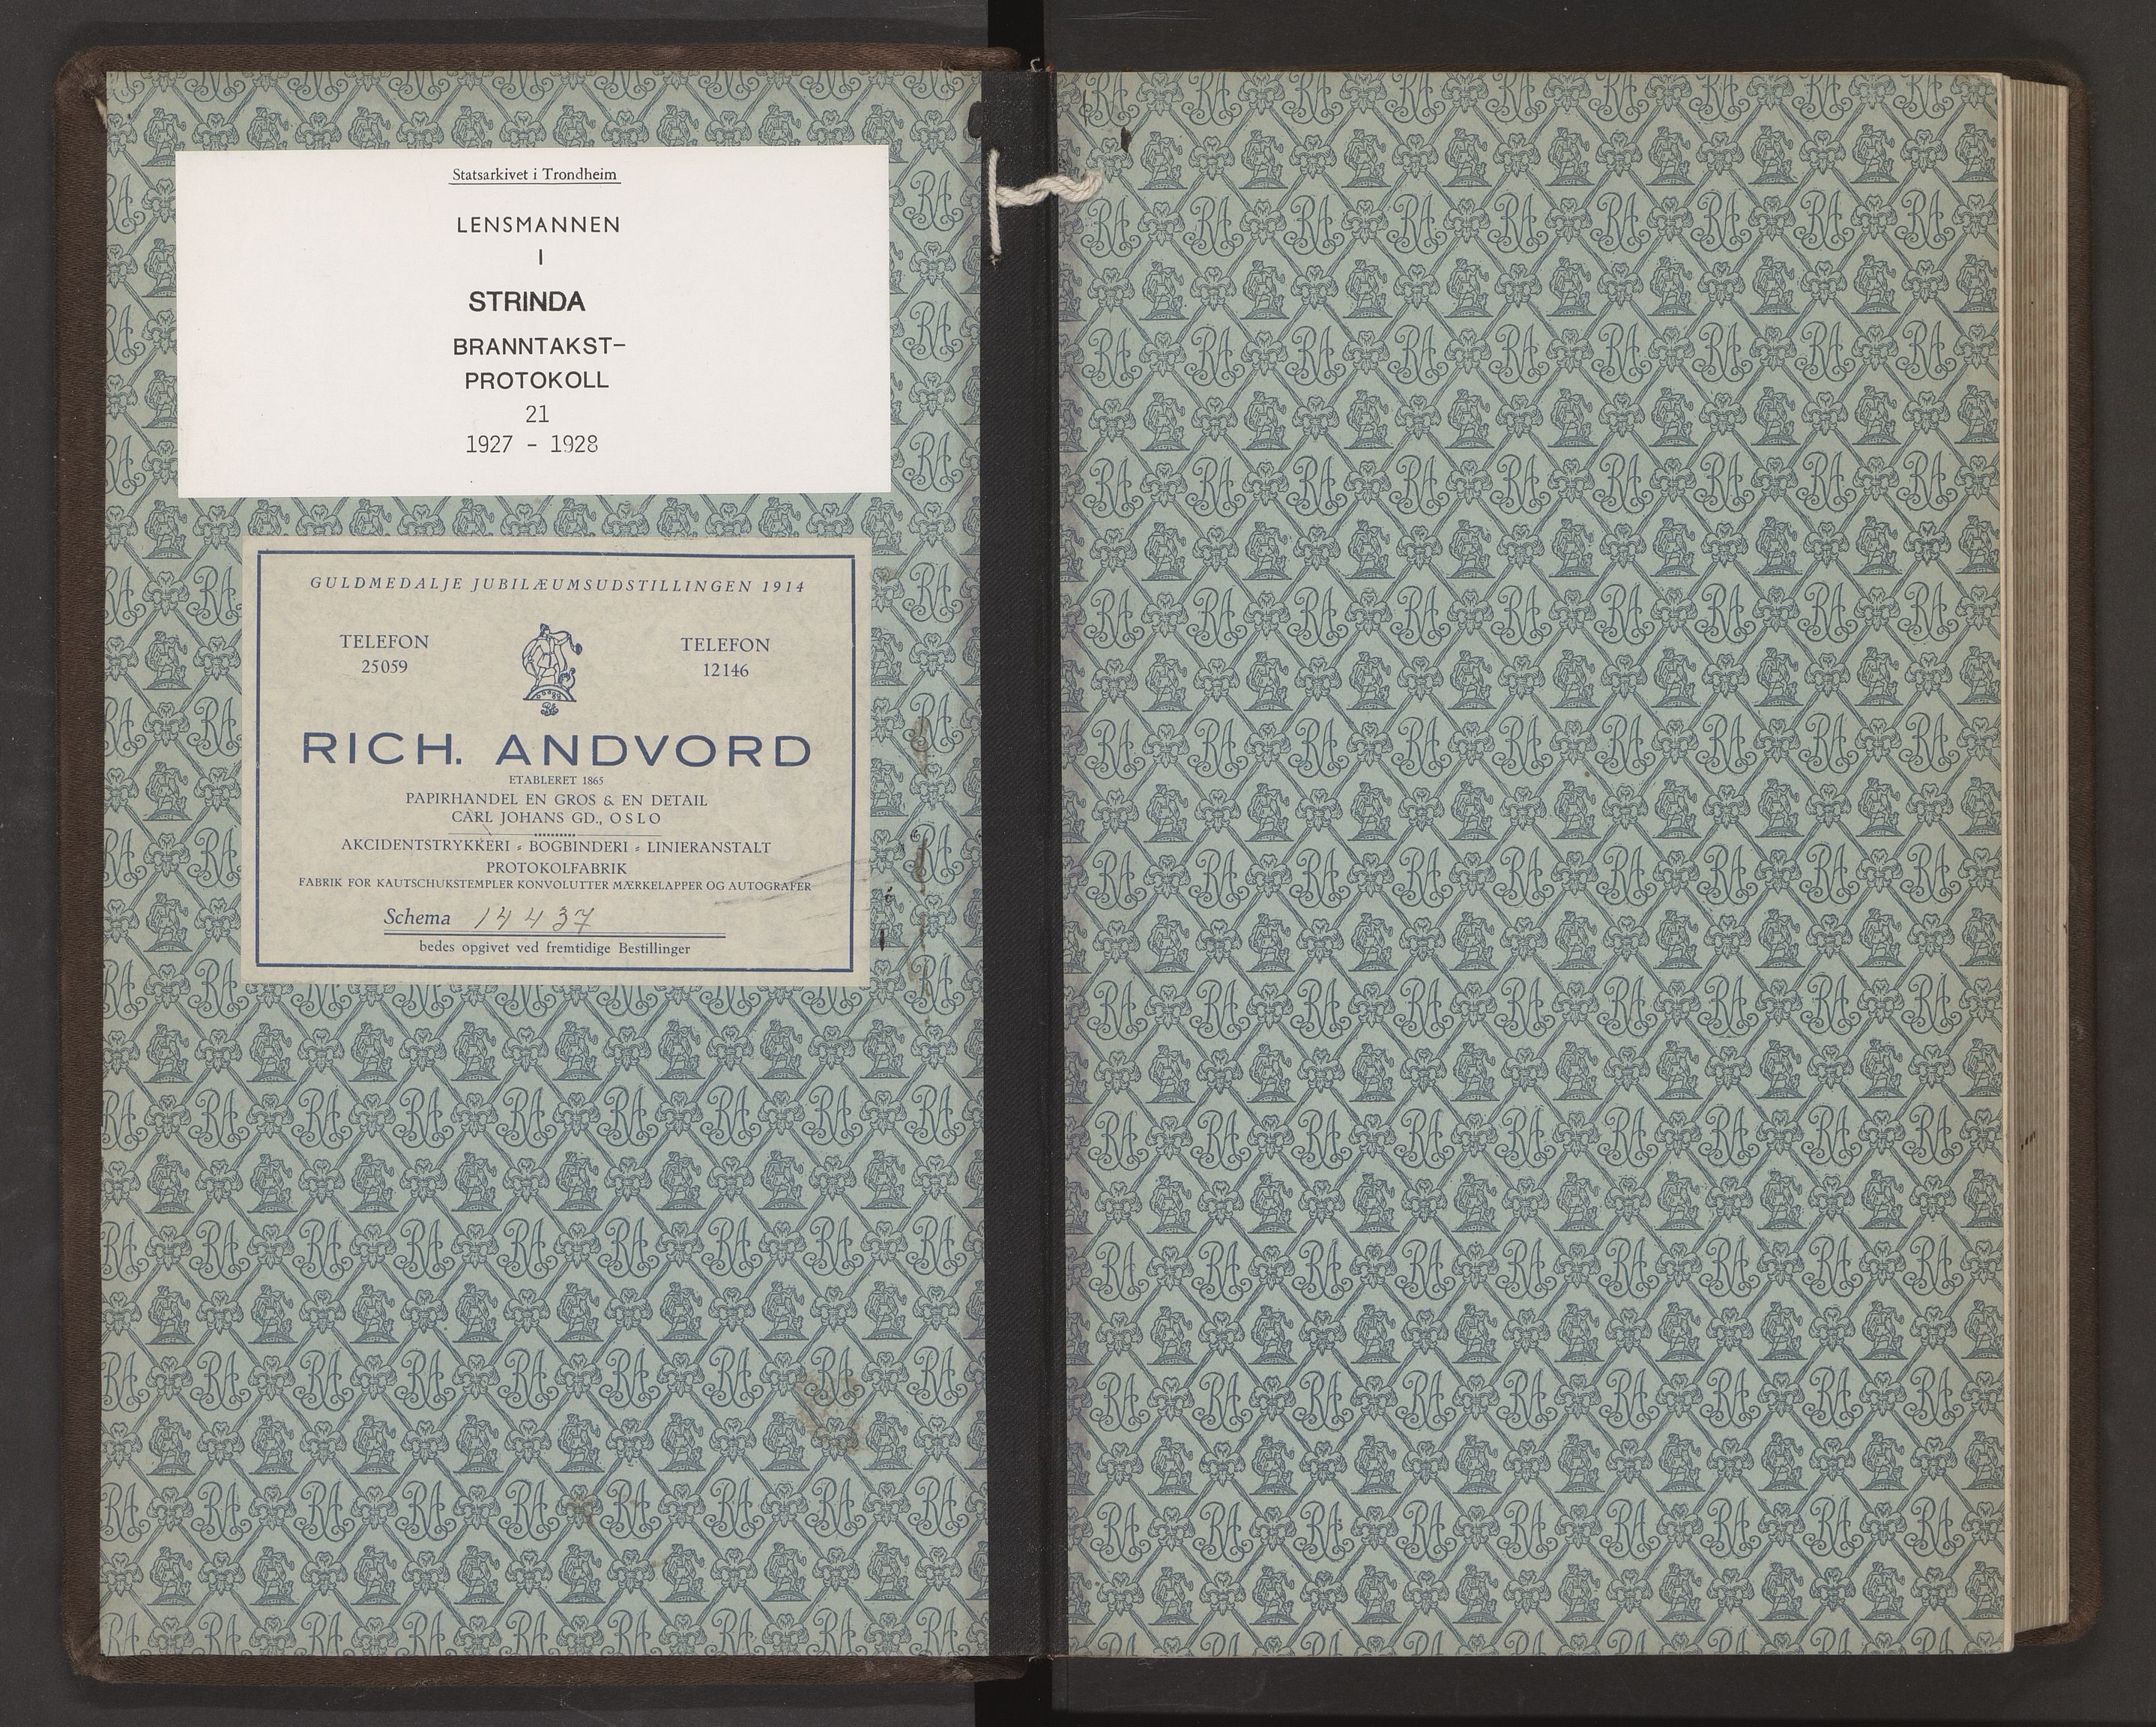 Statsarkivet i Trondheim
LENSMANNEN
I
STRINDA
BRANNTAKST-
PROTOKOLL
21
1927 - 1928
GULDMEDALJE JUBILÆUMSUDSTILLINGEN 1914
TELEFON
25059
TELEFON
12146
RICH. ANDVORD
ETABLERET 1865
PAPIRHANDEL EN GROS & EN DETAIL
CARL JOHANS GD., OSLO
AKCIDENTSTRYKKERI - BOGBINDERI - LINIERANSTALT
PROTOKOLFABRIK
FABRIK FOR KAUTSCHUKSTEMPLER KONVOLUTTER MÆRKELAPPER OG AUTOGRAFER
Schema 14437
bedes opgivet ved fremtidige Bestillinger